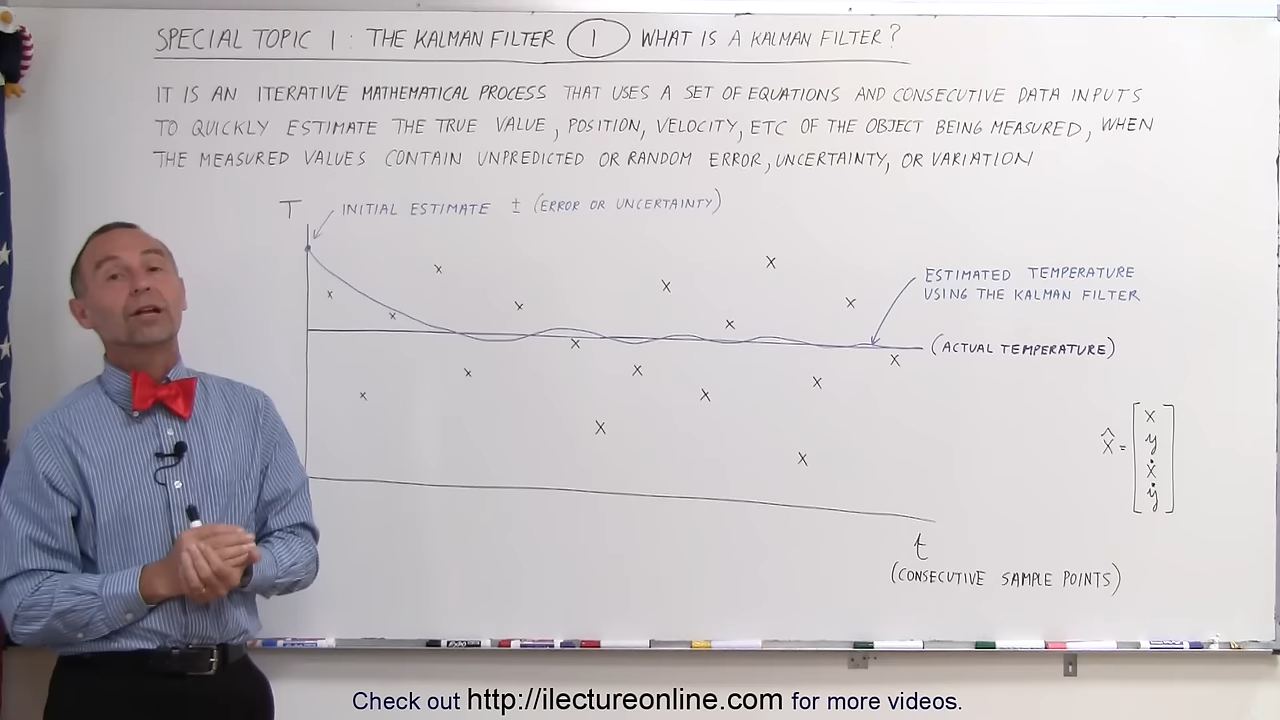 SPECIAL TOPIC 1 : THE KALMAN FILTER 1 WHAT IS A KALMAN FILTER?
IT IS AN ITERATIVE MATHEMATICAL PROCESS THAT USES A SET OF EQUATIONS AND CONSECUTIVE DATA INPUTS
TO QUICKLY ESTIMATE THE TRUE VALUE, POSITION, VELOCITY, ETC OF THE OBJECT BEING MEASURED, WHEN
THE MEASURED VALUES CONTAIN UNPREDICTED OR RANDOM ERROR, UNCERTAINTY, OR VARIATION
T
INITIAL ESTIMATE ± (ERROR OR UNCERTAINTY)
ESTIMATED TEMPERATURE
USING THE KALMAN FILTER
(ACTUAL TEMPERATURE)
X̂ = [x
y
ẋ
ẏ]
t
(CONSECUTIVE SAMPLE POINTS)
Check out http://ilectureonline.com for more videos.